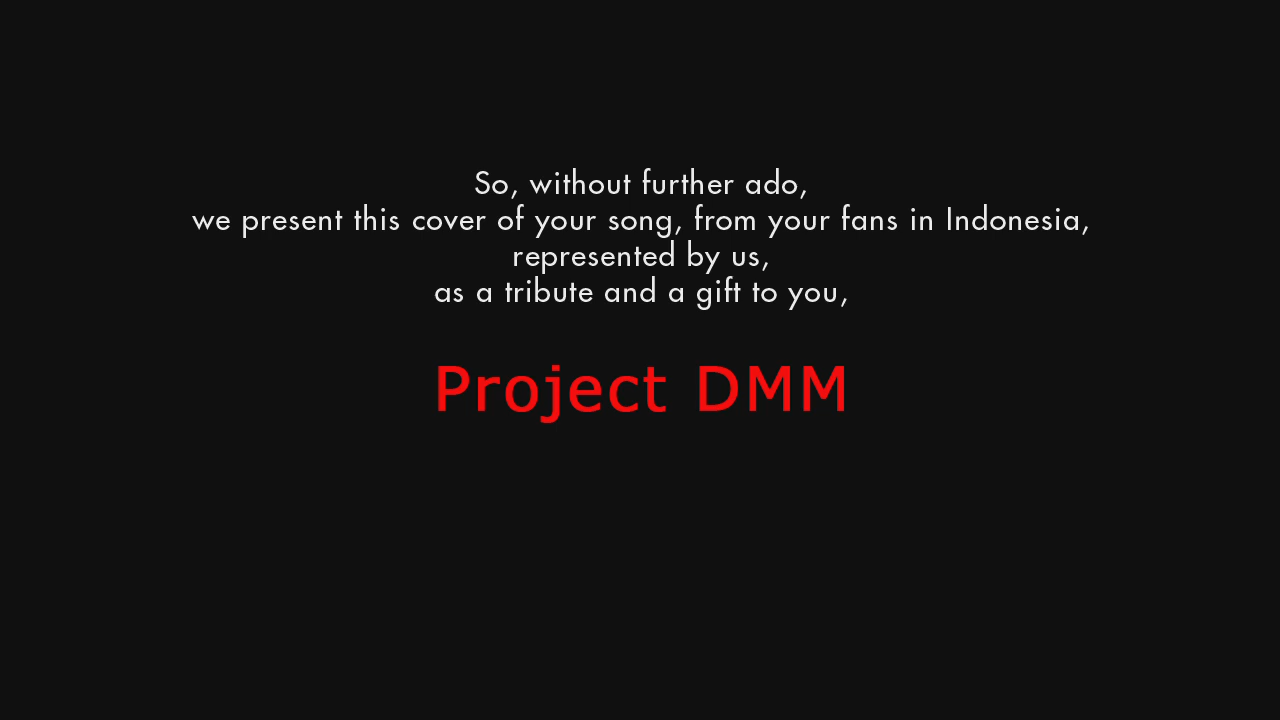 So, without further ado,
we present this cover of your song, from your fans in Indonesia,
represented by us,
as a tribute and a gift to you,
Project DMM